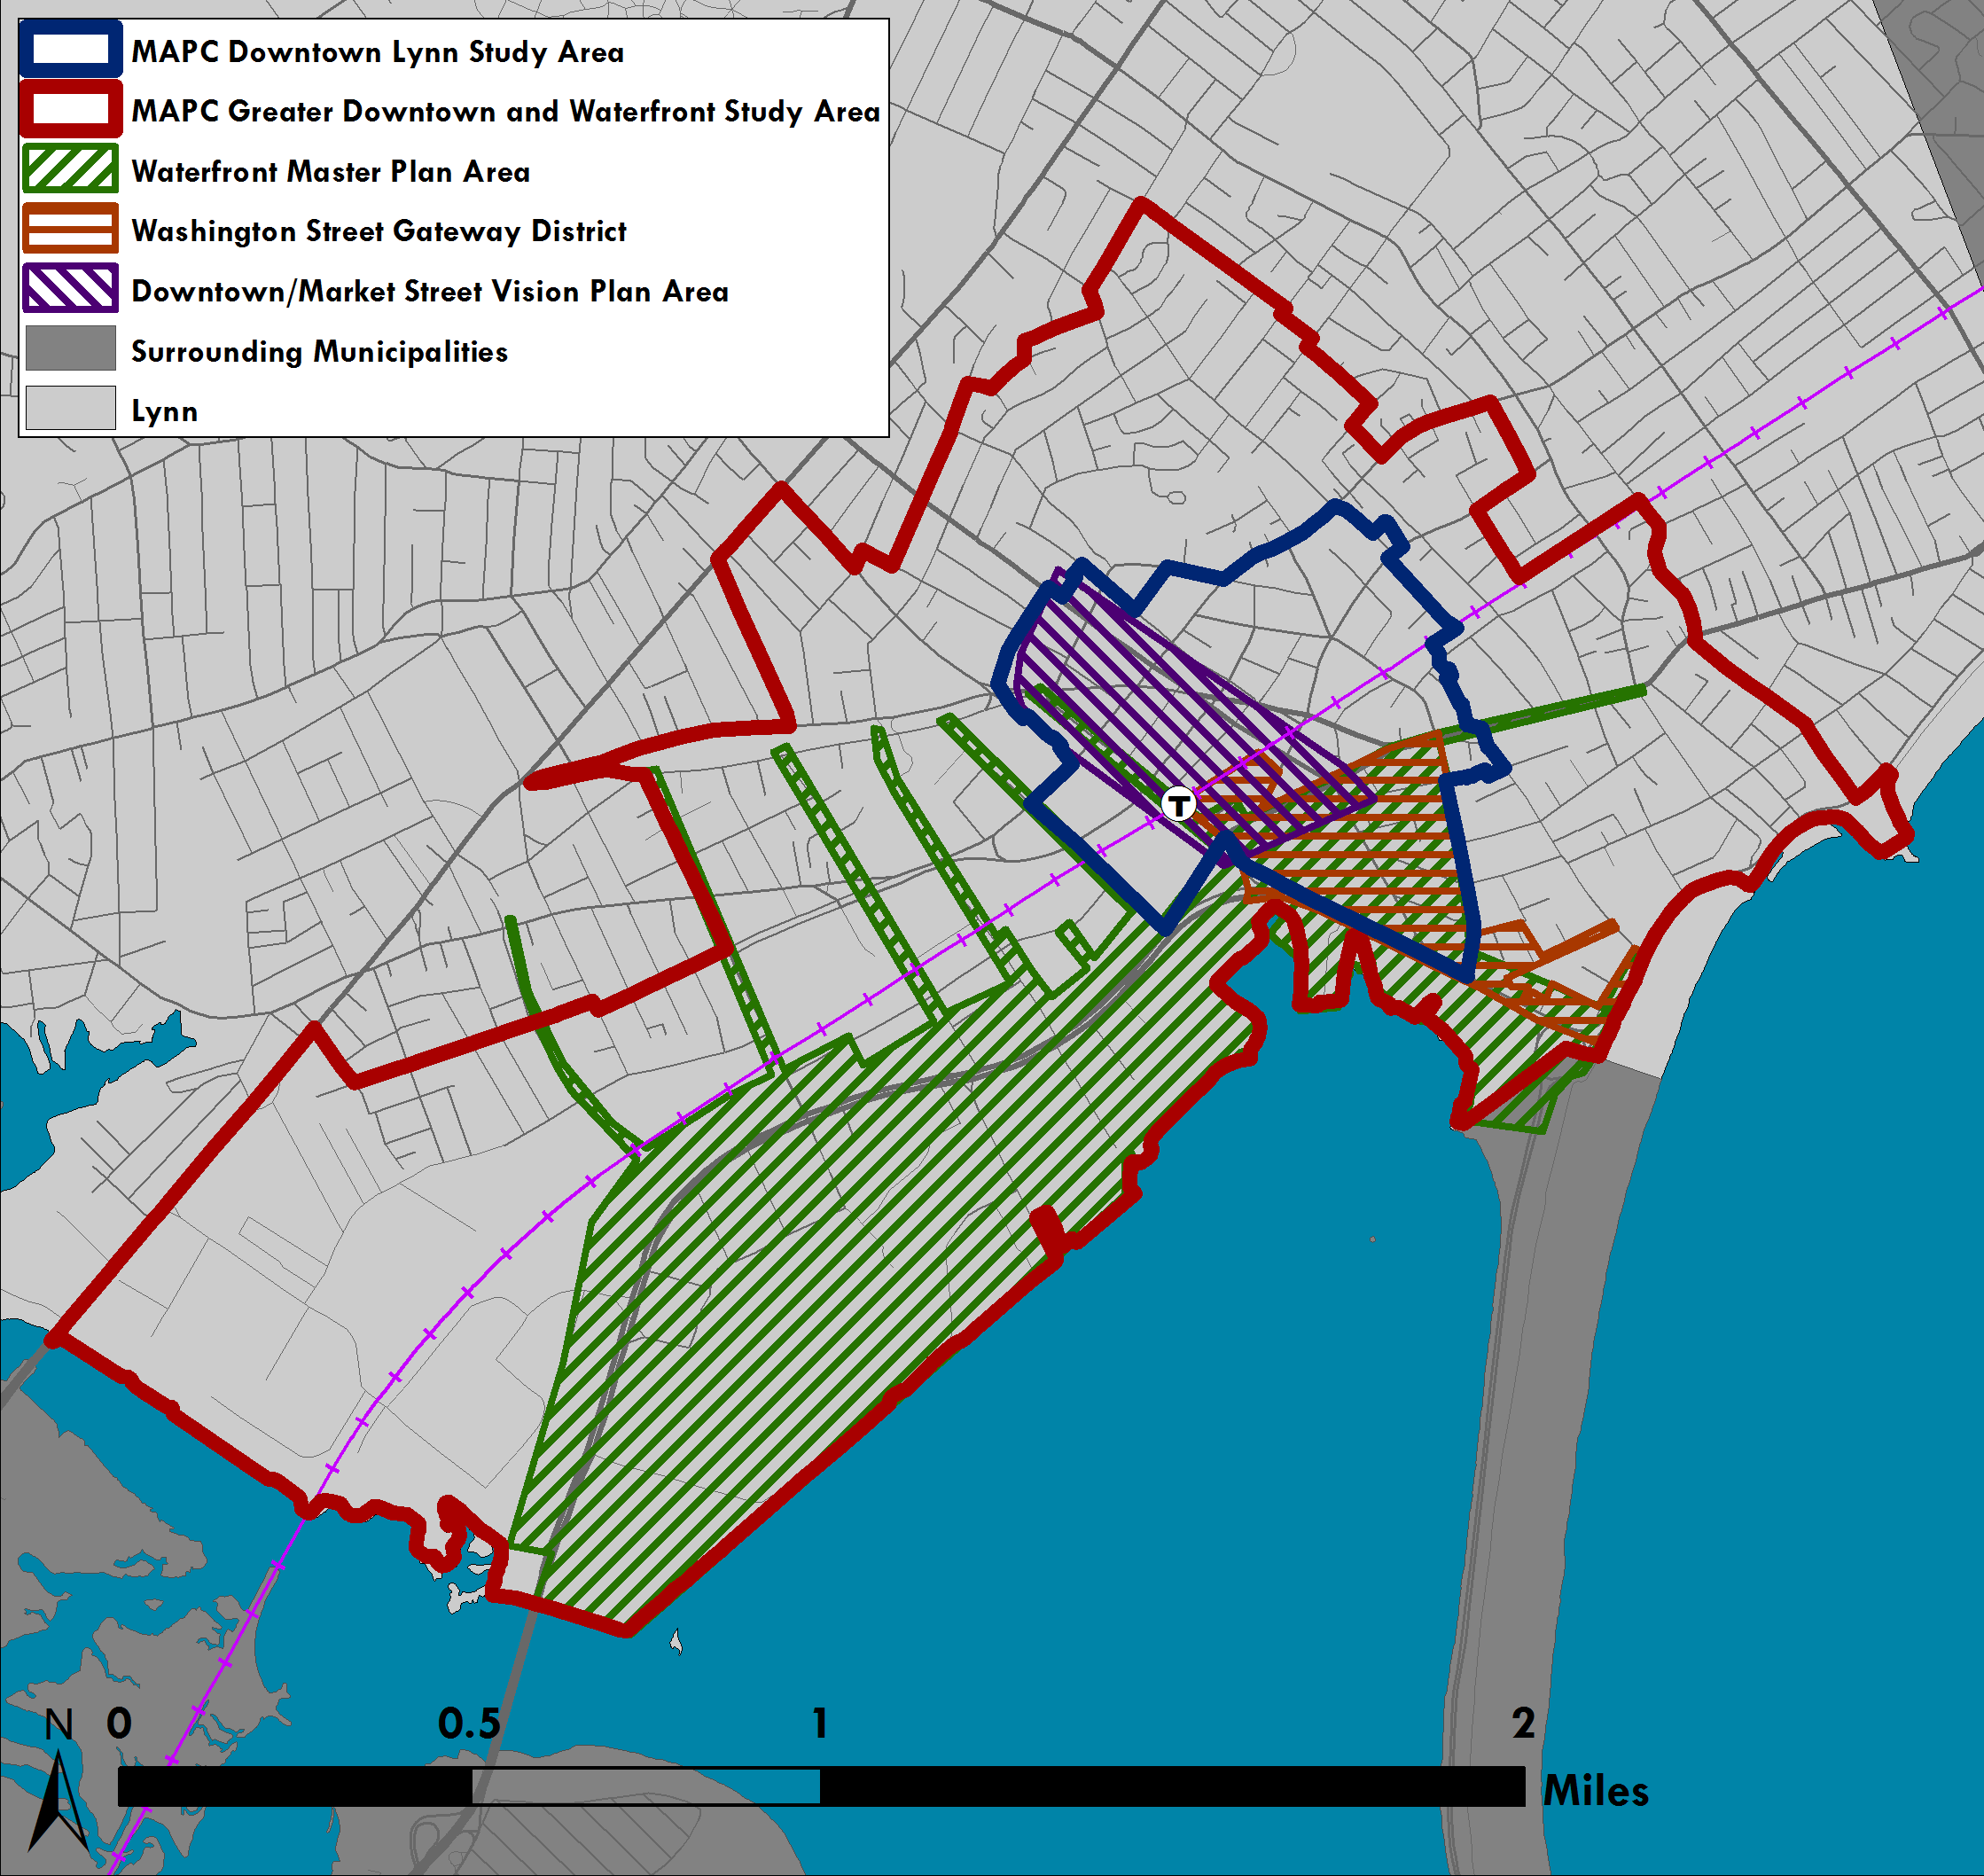 MAPC Downtown Lynn Study Area
MAPC Greater Downtown and Waterfront Study Area
Waterfront Master Plan Area
Washington Street Gateway District
Downtown/Market Street Vision Plan Area
Surrounding Municipalities
Lynn
T
N 0 0.5 1 2
Miles